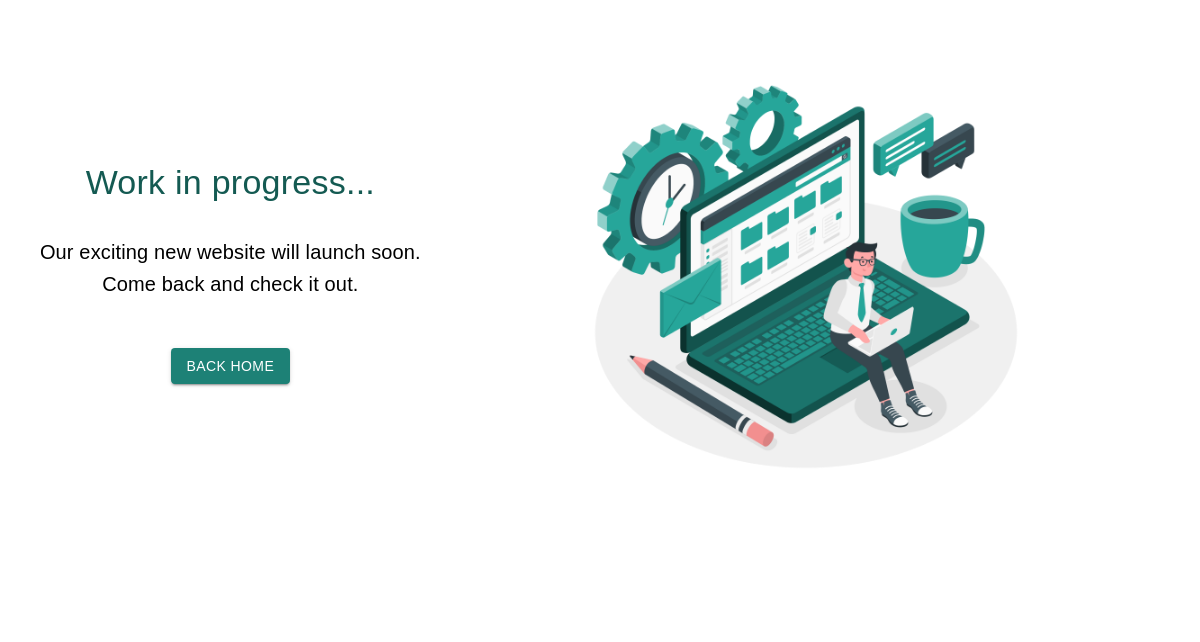 Work in progress...
Our exciting new website will launch soon.
Come back and check it out.
BACK HOME